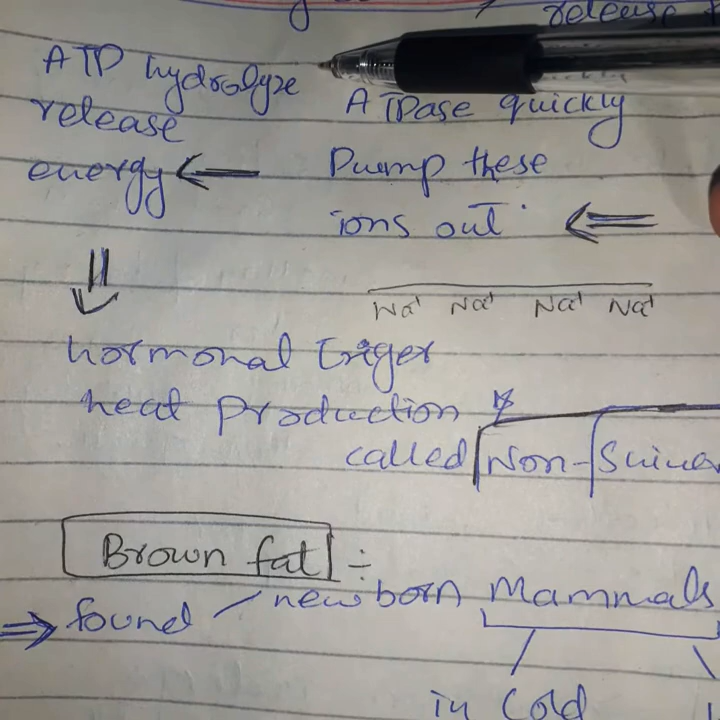 release
ATP hydrolyze
release
energy ⇐
ATPase quickly
Pump these
ions out ⇐
Na⁺ Na⁺ Na⁺ Na⁺
hormonal triger
heat production
called Non-
Brown fat ÷
⇒ found / new born Mammals
in Cold